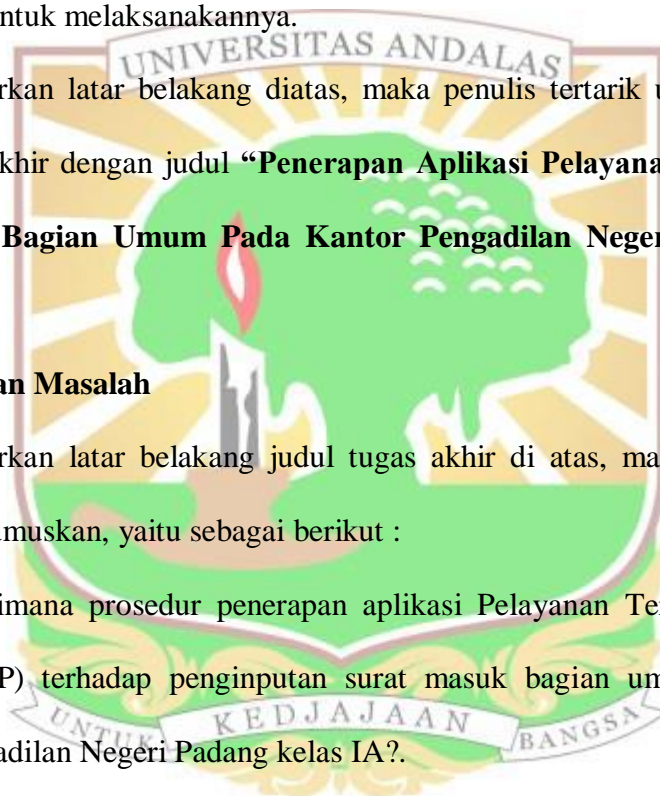 ntuk melaksanakannya.
UNIVERSITAS ANDALAS
rkan latar belakang diatas, maka penulis tertarik u
khir dengan judul “Penerapan Aplikasi Pelayana
Bagian Umum Pada Kantor Pengadilan Neger
an Masalah
rkan latar belakang judul tugas akhir di atas, ma
umuskan, yaitu sebagai berikut :
imana prosedur penerapan aplikasi Pelayanan Te
P) terhadap penginputan surat masuk bagian um
adilan Negeri Padang kelas IA?.
UNTUK KEDJAJAAN BANGSA